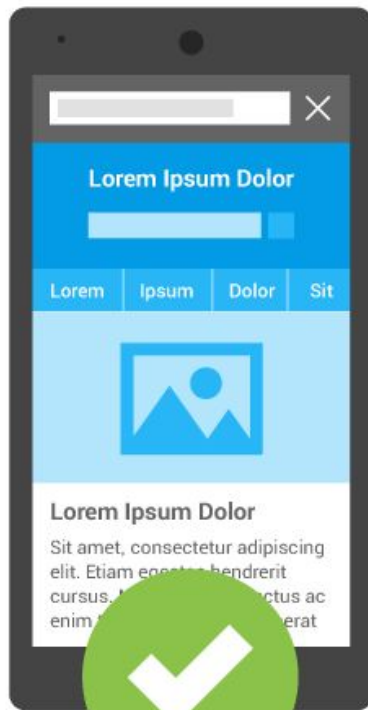 Lorem Ipsum Dolor
Lorem Ipsum Dolor Sit
Lorem Ipsum Dolor
Sit amet, consectetur adipiscing
elit. Etiam egestas hendrerit
cursus. ctus ac
enim erat